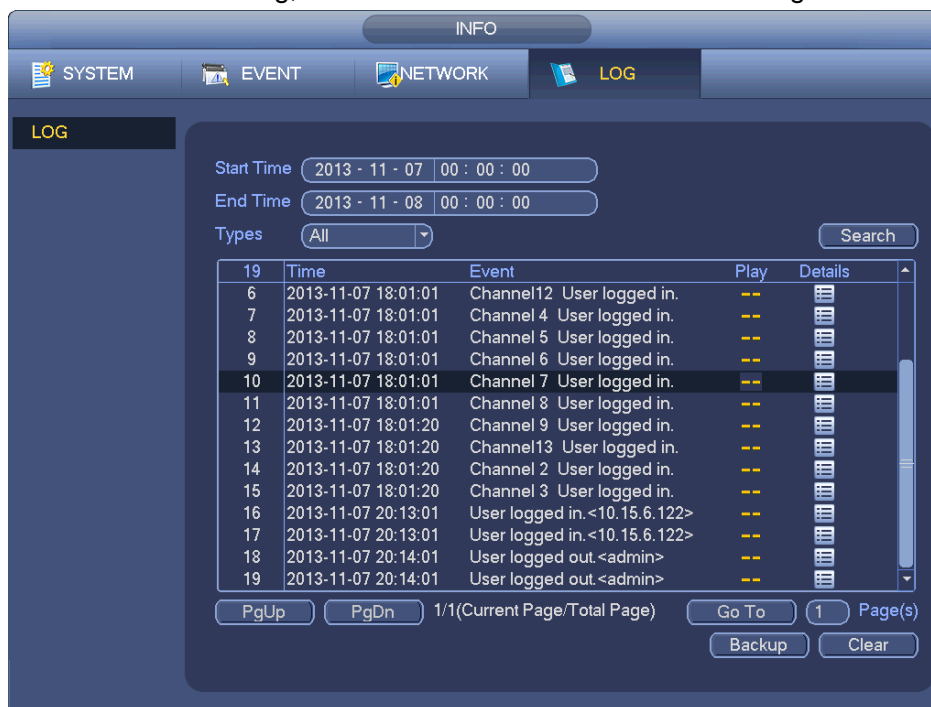 INFO
SYSTEM EVENT NETWORK LOG
LOG
Start Time 2013 - 11 - 07 00 : 00 : 00
End Time 2013 - 11 - 08 00 : 00 : 00
Types All Search
19 Time Event Play Details
6 2013-11-07 18:01:01 Channel12 User logged in. --
7 2013-11-07 18:01:01 Channel 4 User logged in. --
8 2013-11-07 18:01:01 Channel 5 User logged in. --
9 2013-11-07 18:01:01 Channel 6 User logged in. --
10 2013-11-07 18:01:01 Channel 7 User logged in. --
11 2013-11-07 18:01:01 Channel 8 User logged in. --
12 2013-11-07 18:01:20 Channel 9 User logged in. --
13 2013-11-07 18:01:20 Channel13 User logged in. --
14 2013-11-07 18:01:20 Channel 2 User logged in. --
15 2013-11-07 18:01:20 Channel 3 User logged in. --
16 2013-11-07 20:13:01 User logged in.<10.15.6.122> --
17 2013-11-07 20:13:01 User logged in.<10.15.6.122> --
18 2013-11-07 20:14:01 User logged out.<admin> --
19 2013-11-07 20:14:01 User logged out.<admin> --
PgUp PgDn 1/1(Current Page/Total Page) Go To 1 Page(s)
Backup Clear